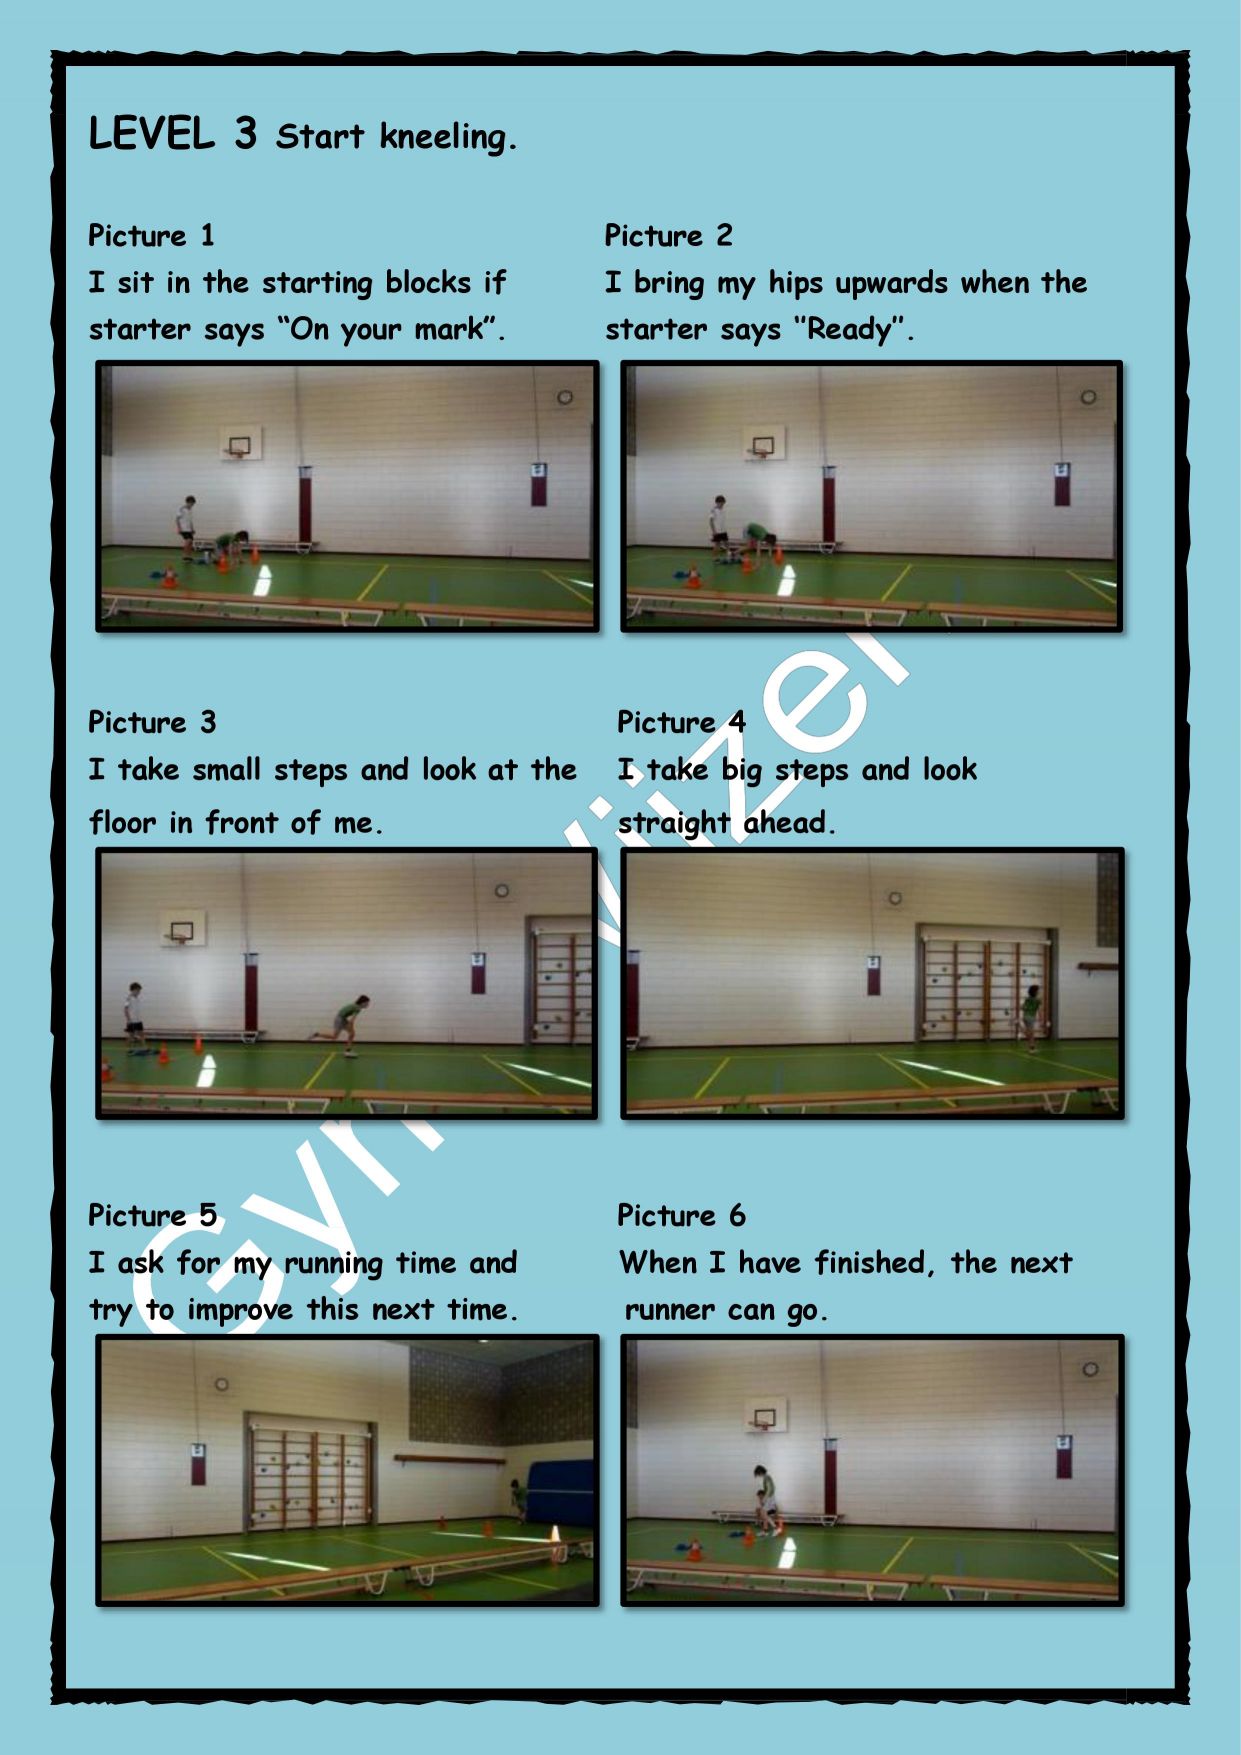 LEVEL 3 Start kneeling.
Picture 1
I sit in the starting blocks if
starter says “On your mark”.
Picture 2
I bring my hips upwards when the
starter says “Ready”.
Picture 3
I take small steps and look at the
floor in front of me.
Picture 4
I take big steps and look
straight ahead.
Picture 5
I ask for my running time and
try to improve this next time.
Picture 6
When I have finished, the next
runner can go.